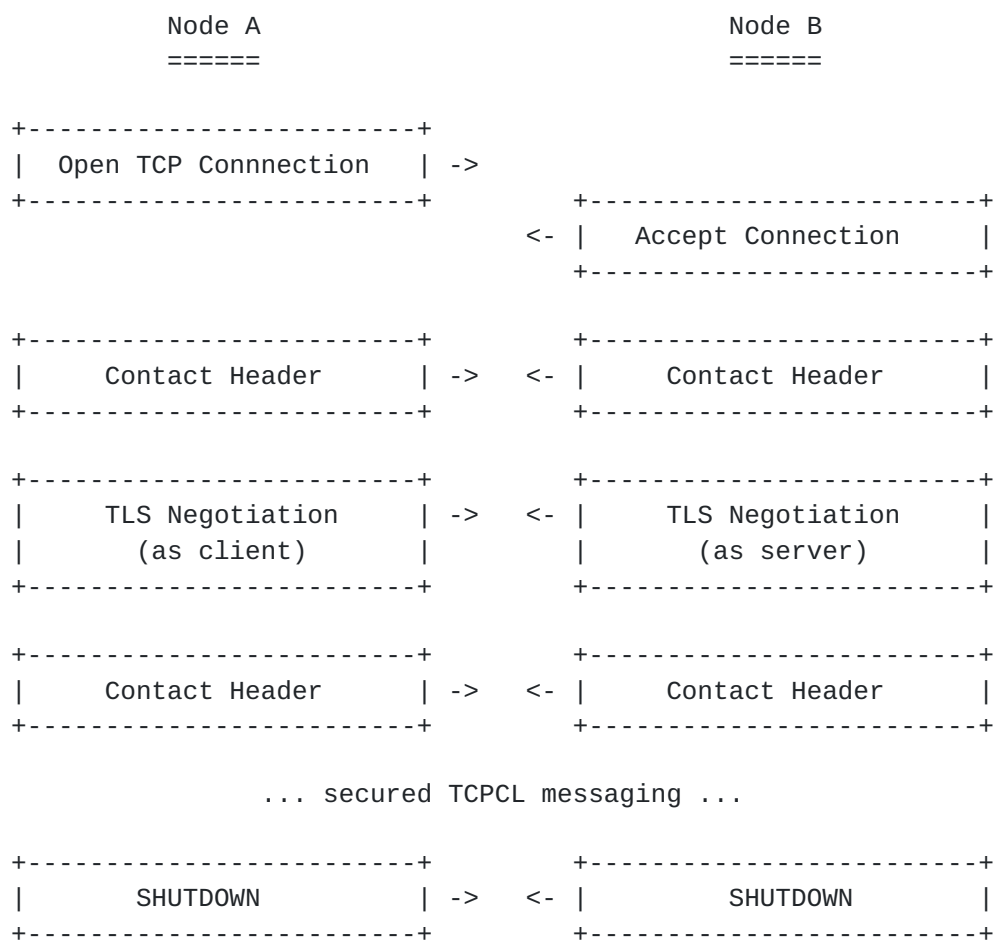 Node A                              Node B
          ======                              ======

+-------------------------+
|  Open TCP Connnection   | ->
+-------------------------+         +-------------------------+
                                 <- |   Accept Connection     |
                                    +-------------------------+

+-------------------------+         +-------------------------+
|     Contact Header      | ->   <- |     Contact Header      |
+-------------------------+         +-------------------------+

+-------------------------+         +-------------------------+
|     TLS Negotiation     | ->   <- |     TLS Negotiation     |
|       (as client)       |         |       (as server)       |
+-------------------------+         +-------------------------+

+-------------------------+         +-------------------------+
|     Contact Header      | ->   <- |     Contact Header      |
+-------------------------+         +-------------------------+

                ... secured TCPCL messaging ...

+-------------------------+         +-------------------------+
|       SHUTDOWN          | ->   <- |         SHUTDOWN        |
+-------------------------+         +-------------------------+